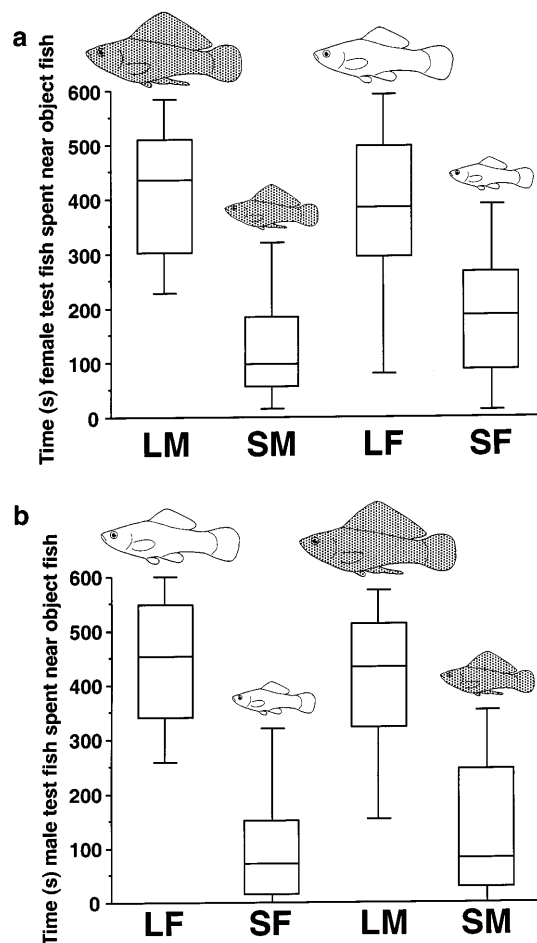 a
Time (s) female test fish spent near object fish
600
500
400
300
200
100
0
LM SM LF SF
b
Time (s) male test fish spent near object fish
600
500
400
300
200
100
0
LF SF LM SM